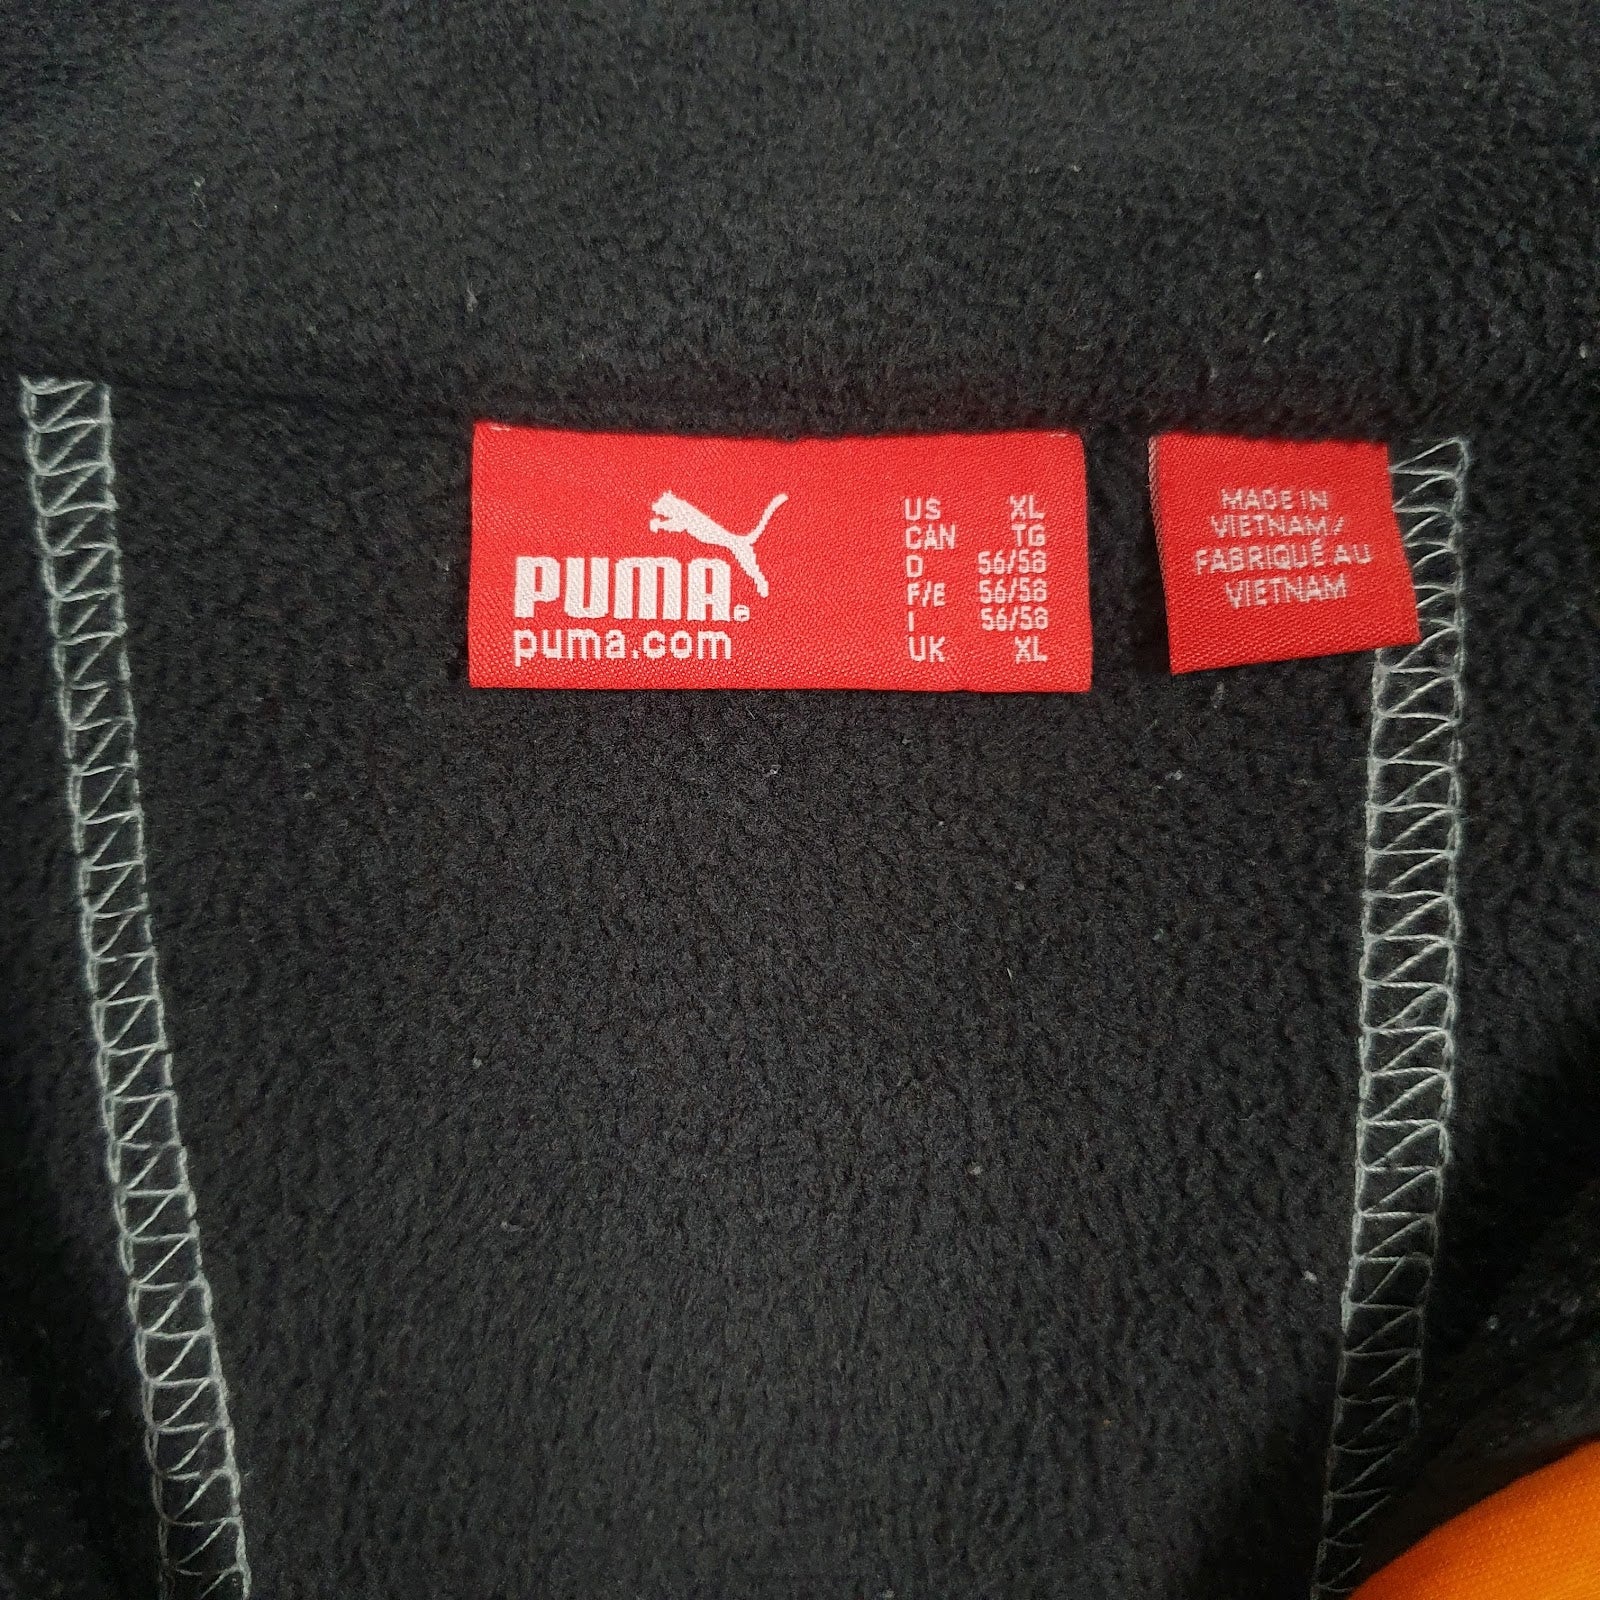 PUMA®
puma.com
US XL
CAN TG
D 56/58
F/E 56/58
I 56/58
UK XL
MADE IN
VIETNAM/
FABRIQUÉ AU
VIETNAM